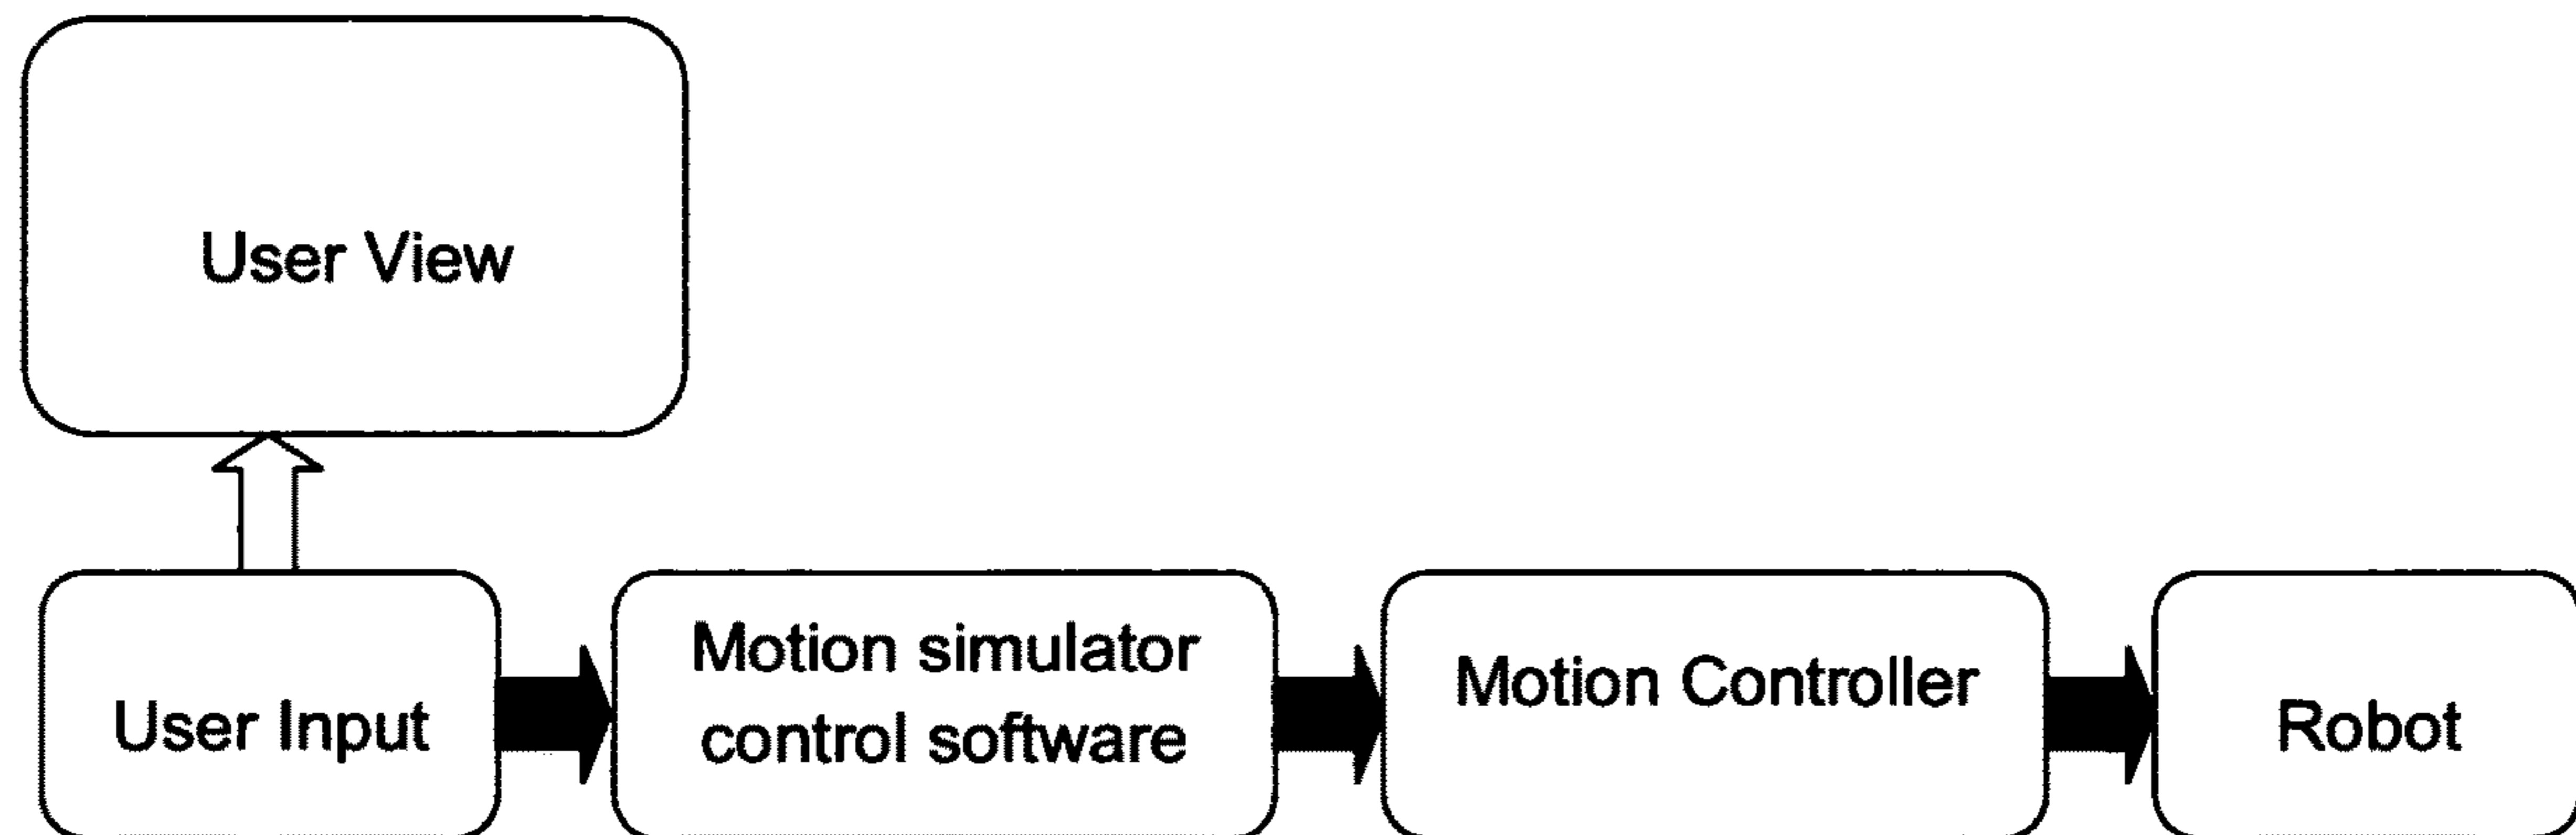 User View
User Input
Motion simulator
control software
Motion Controller
Robot